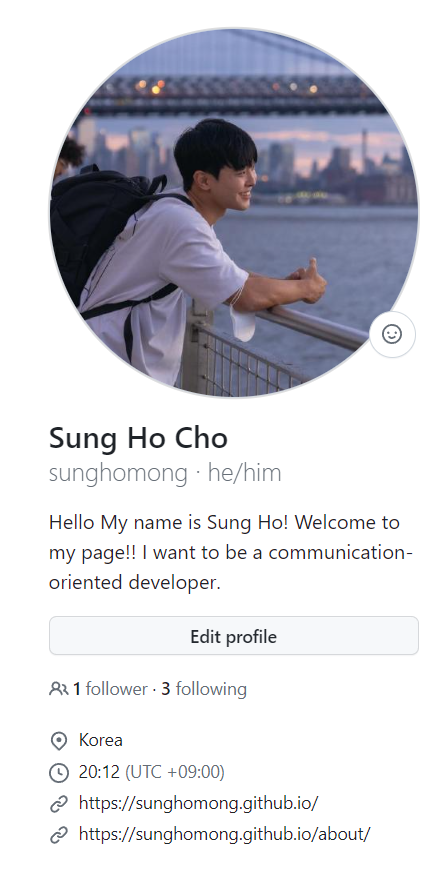 Sung Ho Cho
sunghomong · he/him
Hello My name is Sung Ho! Welcome to
my page!! I want to be a communication-
oriented developer.
Edit profile
1 follower · 3 following
Korea
20:12 (UTC +09:00)
https://sunghomong.github.io/
https://sunghomong.github.io/about/